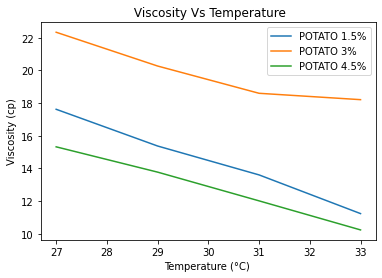 Viscosity Vs Temperature
POTATO 1.5%
POTATO 3%
POTATO 4.5%
Viscosity (cp)
22
20
18
16
14
12
10
27 28 29 30 31 32 33
Temperature (°C)